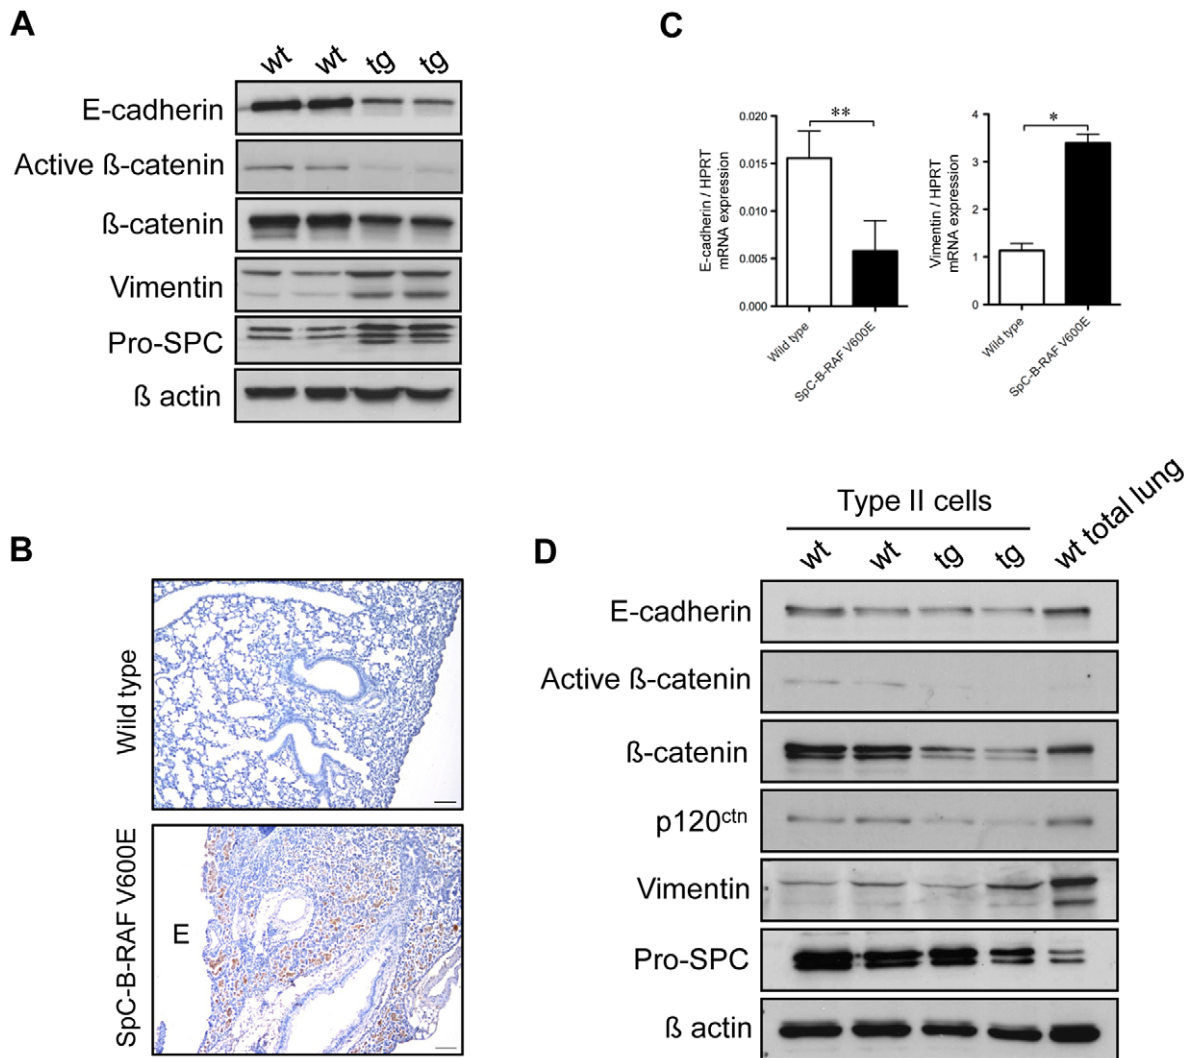 A
wt wt tg tg
E-cadherin
Active ß-catenin
ß-catenin
Vimentin
Pro-SPC
ß actin
B
Wild type
SpC-B-RAF V600E
E
C
E-cadherin / HPRT
mRNA expression
0.020
0.015
0.010
0.005
0.000
**
Wild type
SpC-B-RAF V600E
Vimentin / HPRT
mRNA expression
4
3
2
1
0
*
Wild type
SpC-B-RAF V600E
D
Type II cells
wt wt tg tg wt total lung
E-cadherin
Active ß-catenin
ß-catenin
p120ctn
Vimentin
Pro-SPC
ß actin